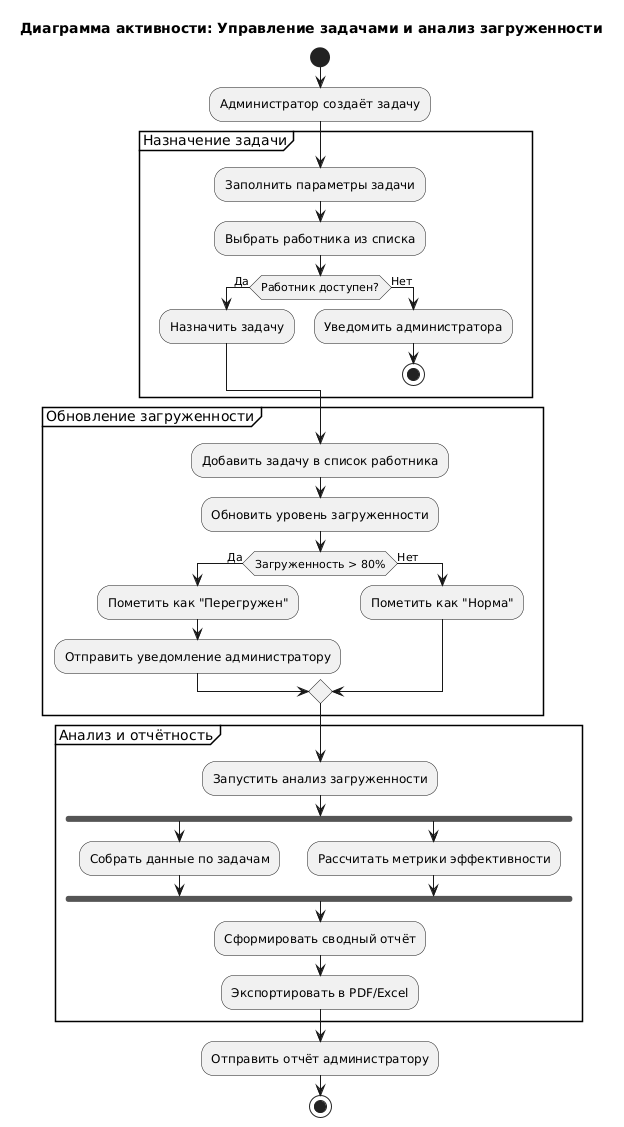 Диаграмма активности: Управление задачами и анализ загруженности
Администратор создаёт задачу
Назначение задачи
Заполнить параметры задачи
Выбрать работника из списка
Да
Работник доступен?
Нет
Назначить задачу
Уведомить администратора
Обновление загруженности
Добавить задачу в список работника
Обновить уровень загруженности
Да
Загруженность > 80%
Нет
Пометить как "Перегружен"
Пометить как "Норма"
Отправить уведомление администратору
Анализ и отчётность
Запустить анализ загруженности
Собрать данные по задачам
Рассчитать метрики эффективности
Сформировать сводный отчёт
Экспортировать в PDF/Excel
Отправить отчёт администратору